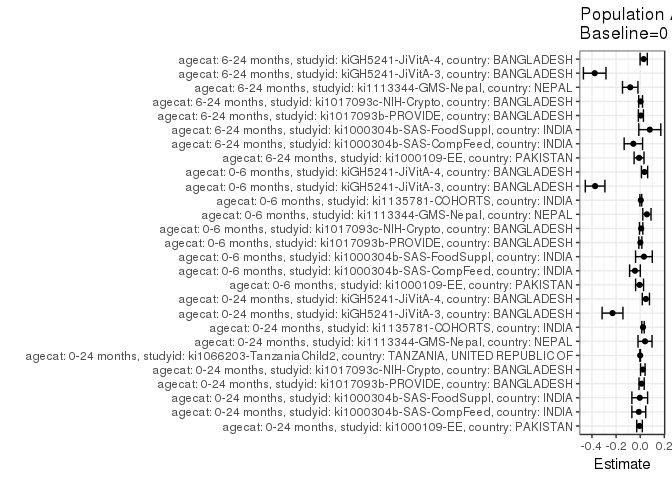 Population
Baseline=0
agecat: 6-24 months, studyid: kiGH5241-JiVitA-4, country: BANGLADESH
agecat: 6-24 months, studyid: kiGH5241-JiVitA-3, country: BANGLADESH
agecat: 6-24 months, studyid: ki1113344-GMS-Nepal, country: NEPAL
agecat: 6-24 months, studyid: ki1017093c-NIH-Crypto, country: BANGLADESH
agecat: 6-24 months, studyid: ki1017093b-PROVIDE, country: BANGLADESH
agecat: 6-24 months, studyid: ki1000304b-SAS-FoodSuppl, country: INDIA
agecat: 6-24 months, studyid: ki1000304b-SAS-CompFeed, country: INDIA
agecat: 6-24 months, studyid: ki1000109-EE, country: PAKISTAN
agecat: 0-6 months, studyid: kiGH5241-JiVitA-4, country: BANGLADESH
agecat: 0-6 months, studyid: kiGH5241-JiVitA-3, country: BANGLADESH
agecat: 0-6 months, studyid: ki1135781-COHORTS, country: INDIA
agecat: 0-6 months, studyid: ki1113344-GMS-Nepal, country: NEPAL
agecat: 0-6 months, studyid: ki1017093c-NIH-Crypto, country: BANGLADESH
agecat: 0-6 months, studyid: ki1017093b-PROVIDE, country: BANGLADESH
agecat: 0-6 months, studyid: ki1000304b-SAS-FoodSuppl, country: INDIA
agecat: 0-6 months, studyid: ki1000304b-SAS-CompFeed, country: INDIA
agecat: 0-6 months, studyid: ki1000109-EE, country: PAKISTAN
agecat: 0-24 months, studyid: kiGH5241-JiVitA-4, country: BANGLADESH
agecat: 0-24 months, studyid: kiGH5241-JiVitA-3, country: BANGLADESH
agecat: 0-24 months, studyid: ki1135781-COHORTS, country: INDIA
agecat: 0-24 months, studyid: ki1113344-GMS-Nepal, country: NEPAL
agecat: 0-24 months, studyid: ki1066203-TanzaniaChild2, country: TANZANIA, UNITED REPUBLIC OF
agecat: 0-24 months, studyid: ki1017093c-NIH-Crypto, country: BANGLADESH
agecat: 0-24 months, studyid: ki1017093b-PROVIDE, country: BANGLADESH
agecat: 0-24 months, studyid: ki1000304b-SAS-FoodSuppl, country: INDIA
agecat: 0-24 months, studyid: ki1000304b-SAS-CompFeed, country: INDIA
agecat: 0-24 months, studyid: ki1000109-EE, country: PAKISTAN
-0.4 -0.2 0.0 0.2
Estimate